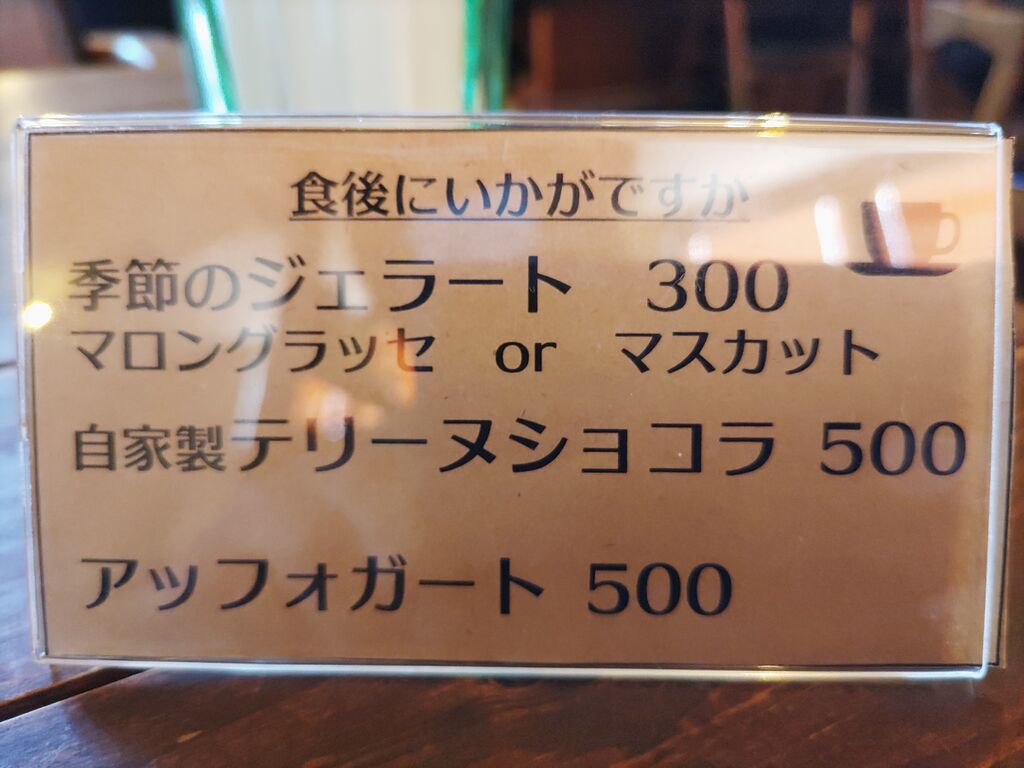 食後にいかがですか
季節のジェラート 300
マロングラッセ or マスカット
自家製テリーヌショコラ 500
アッフォガート 500